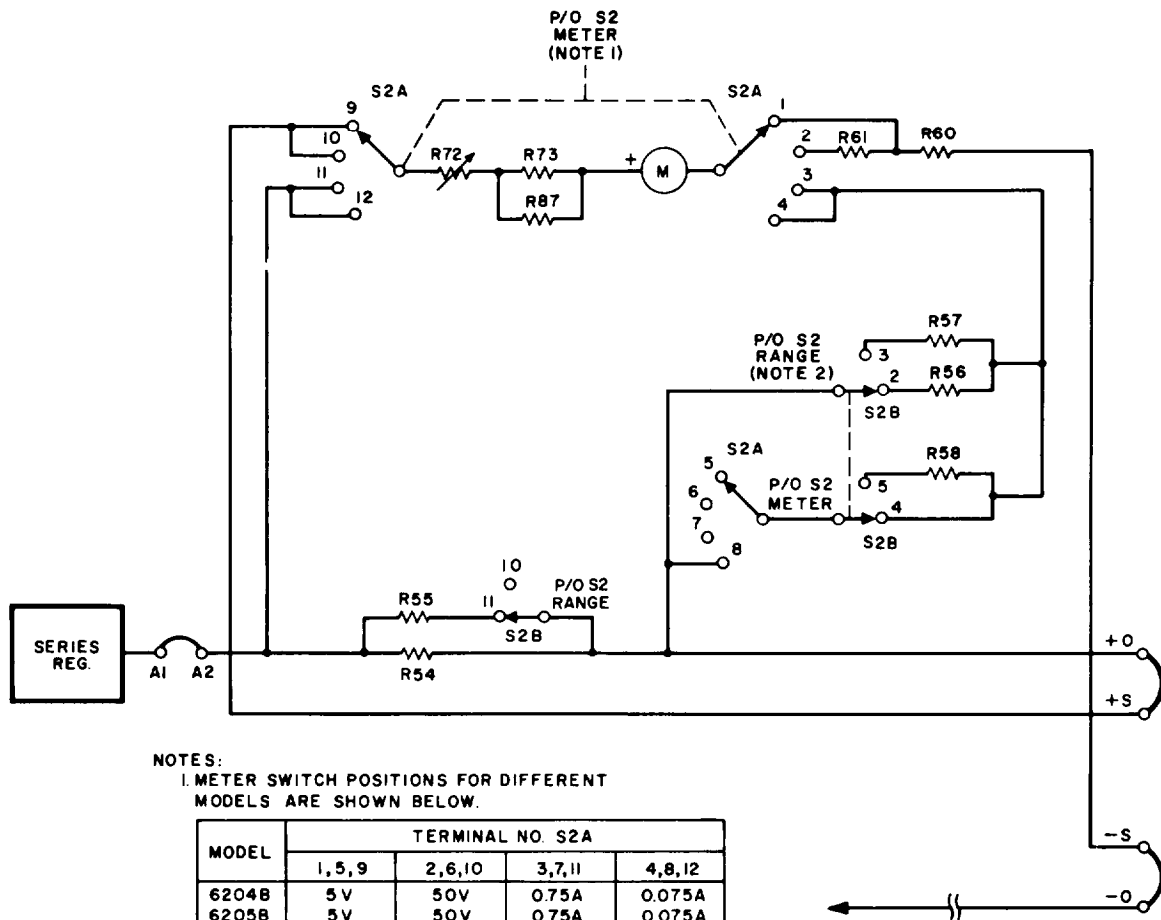 P/O S2
METER
(NOTE 1)
S2A
S2A
9
10
11
12
R72
R73
R87
+
M
1
2
3
4
R61
R60
P/O S2
RANGE
(NOTE 2)
3
R57
2
R56
S2B
S2A
5
6
7
8
P/O S2
METER
5
R58
4
S2B
10
P/O S2
RANGE
11
R55
S2B
R54
SERIES
REG.
A1
A2
+O
+S
-S
-O
NOTES:
1. METER SWITCH POSITIONS FOR DIFFERENT
MODELS ARE SHOWN BELOW.
MODEL
TERMINAL NO. S2A
1,5,9 2,6,10 3,7,11 4,8,12
6204B 5V 50V 0.75A 0.075A
6205B 5V 50V 0.75A 0.075A